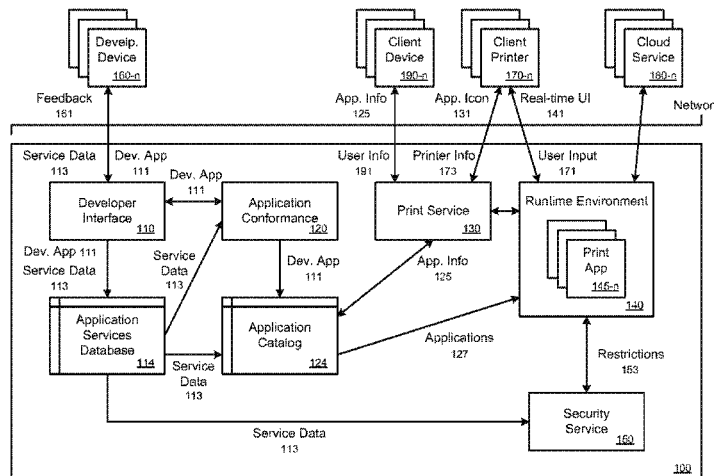 Develp.
Device
160-n
Client
Device
190-n
Client
Printer
170-n
Cloud
Service
180-n
Feedback
161
App. Info
125
App. Icon
131
Real-time UI
141
Network
Service Data
113
Dev. App
111
User Info
191
Printer Info
173
User Input
171
Developer
Interface
110
Dev. App
111
Application
Conformance
120
Print Service
130
Runtime Environment
Print
App
145-n
140
Dev. App 111
Service Data
113
Service
Data
113
Dev. App
111
App. Info
125
Application
Services
Database
114
Application
Catalog
124
Applications
127
Restrictions
153
Service
Data
113
Security
Service
150
Service Data
113
100